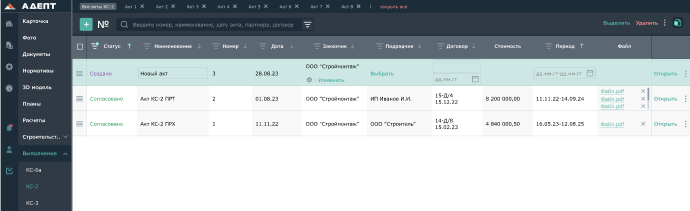 АДЕПТ
Все акты КС-2 Акт 1 × Акт 2 × Акт 3 × Акт 4 × Акт 5 × Акт 6 × Акт 7 × Акт 8 × закрыть все
№ Введите номер, наименование, дату акта, партнера, договор Выделить Удалить
Карточка
Фото
Документы
Нормативы
3D модель
Планы
Расчеты
Строительст...
Выполнение
КС-6а
КС-2
КС-3
Статус Наименование Номер Дата Заказчик Подрядчик Договор Стоимость Период Файл
Создано Новый акт 3 28.08.23 ООО "Строймонтаж" Изменить Выбрать дд.мм.гг дд.мм.гг-дд.мм.гг Открыть
Согласовано Акт КС-2 ПРТ 2 01.08.23 ООО "Строймонтаж" ИП Иванов И.И. 15-Д/4 15.12.22 8 200 000,00 11.11.22-14.09.24 Файл.pdf × Файл.pdf × Файл.pdf × Открыть
Согласовано Акт КС-2 ПРХ 1 11.11.22 ООО "Строймонтаж" ООО "Строитель" 14-Д/8 15.02.23 4 840 000,50 16.05.23-12.08.25 Файл.pdf × Открыть